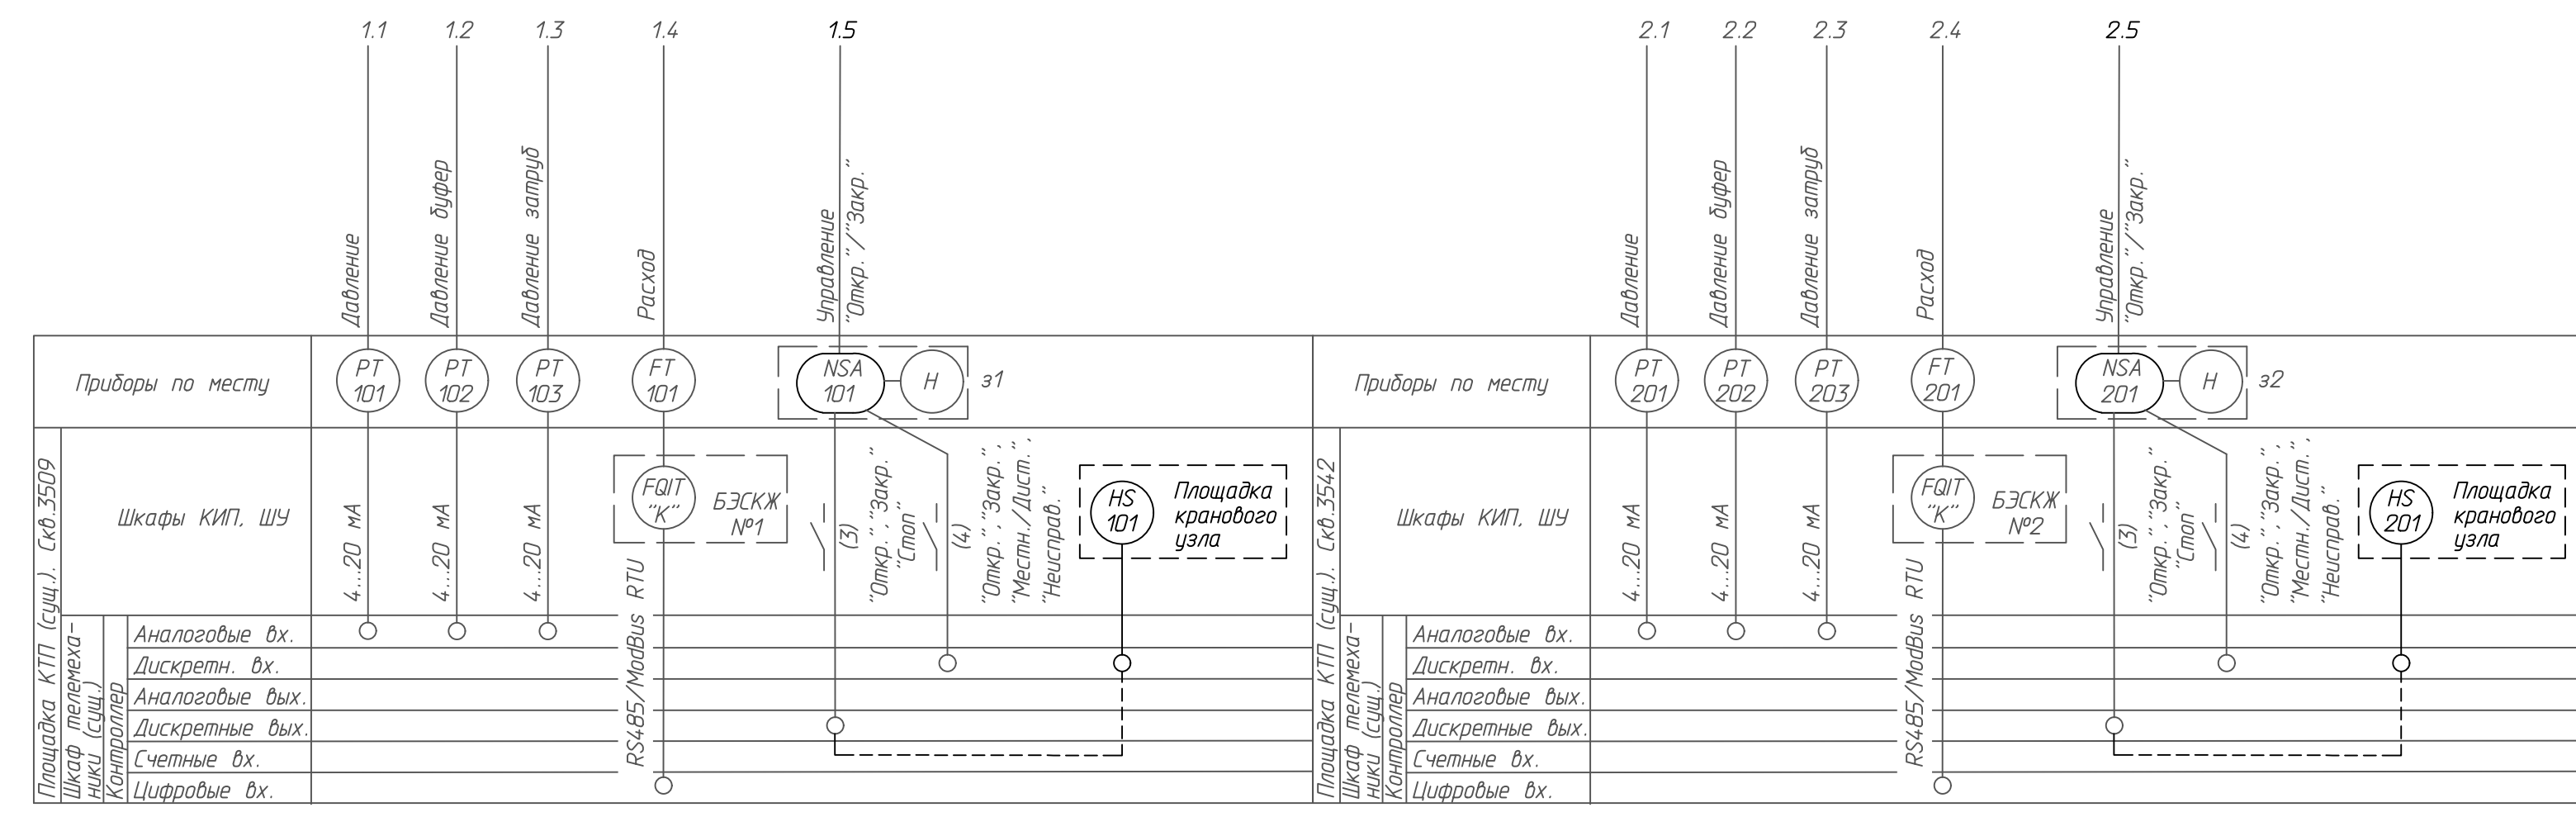 1.1
1.2
1.3
1.4
1.5
2.1
2.2
2.3
2.4
2.5
Давление
Давление буфер
Давление затруб
Расход
Управление
"Откр."/"Закр."
Давление
Давление буфер
Давление затруб
Расход
Управление
"Откр."/"Закр."
Приборы по месту
PT
101
PT
102
PT
103
FT
101
NSA
101
H
з1
Приборы по месту
PT
201
PT
202
PT
203
FT
201
NSA
201
H
з2
Площадка КТП (сущ.). Скв.3509
Шкафы КИП, ШУ
4...20 мА
4...20 мА
4...20 мА
FQIT
"К"
БЭСКЖ
№1
RS485/ModBus RTU
(3)
"Откр.","Закр."
"Стоп"
(4)
"Откр.","Закр.",
"Местн./Дист.",
"Неисправ."
HS
101
Площадка
кранового
узла
Шкаф телемеха-
ники (сущ.)
Контроллер
Аналоговые вх.
Дискретн. вх.
Аналоговые вых.
Дискретные вых.
Счетные вх.
Цифровые вх.
Площадка КТП (сущ.). Скв.3542
Шкафы КИП, ШУ
4...20 мА
4...20 мА
4...20 мА
FQIT
"К"
БЭСКЖ
№2
RS485/ModBus RTU
(3)
"Откр.","Закр."
"Стоп"
(4)
"Откр.","Закр.",
"Местн./Дист.",
"Неисправ."
HS
201
Площадка
кранового
узла
Шкаф телемеха-
ники (сущ.)
Контроллер
Аналоговые вх.
Дискретн. вх.
Аналоговые вых.
Дискретные вых.
Счетные вх.
Цифровые вх.